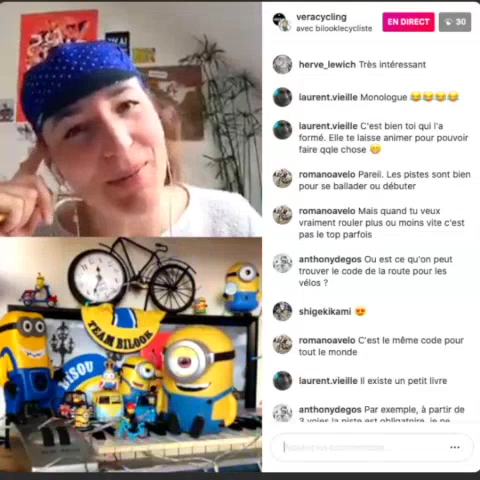 veracycling
avec bilooklecycliste
EN DIRECT
30
herve_lewich Très intéressant
laurent.vieille Monologue 😂😂😂😂
laurent.vieille C'est bien toi qui l'a
formé. Elle te laisse animer pour pouvoir
faire qqle chose 😁
romanoavelo Pareil. Les pistes sont bien
pour se ballader ou débuter
romanoavelo Mais quand tu veux
vraiment rouler plus ou moins vite c'est
pas le top parfois
anthonydegos Ou est ce qu'on peut
trouver le code de la route pour les
vélos ?
shigekikami 😍
romanoavelo C'est le même code pour
tout le monde
laurent.vieille Il existe un petit livre
anthonydegos Par exemple, à partir de
3 voies la piste est obligatoire, je ne
TEAM BILOOK
BISOU